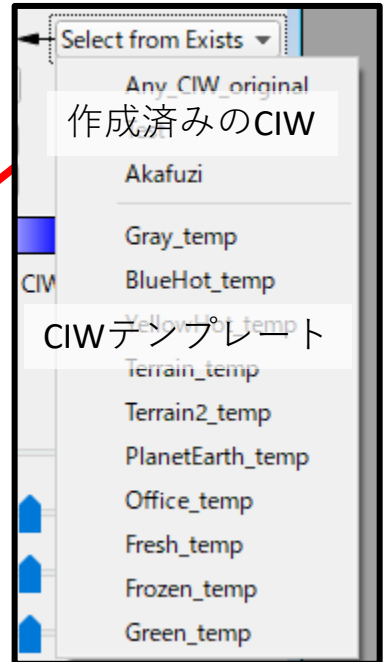 Select from Exists
Any_CIW_original
作成済みのCIW
Akafuzi
Gray_temp
CIW
BlueHot_temp
YellowHot_temp
CIWテンプレート
Terrain_temp
Terrain2_temp
PlanetEarth_temp
Office_temp
Fresh_temp
Frozen_temp
Green_temp